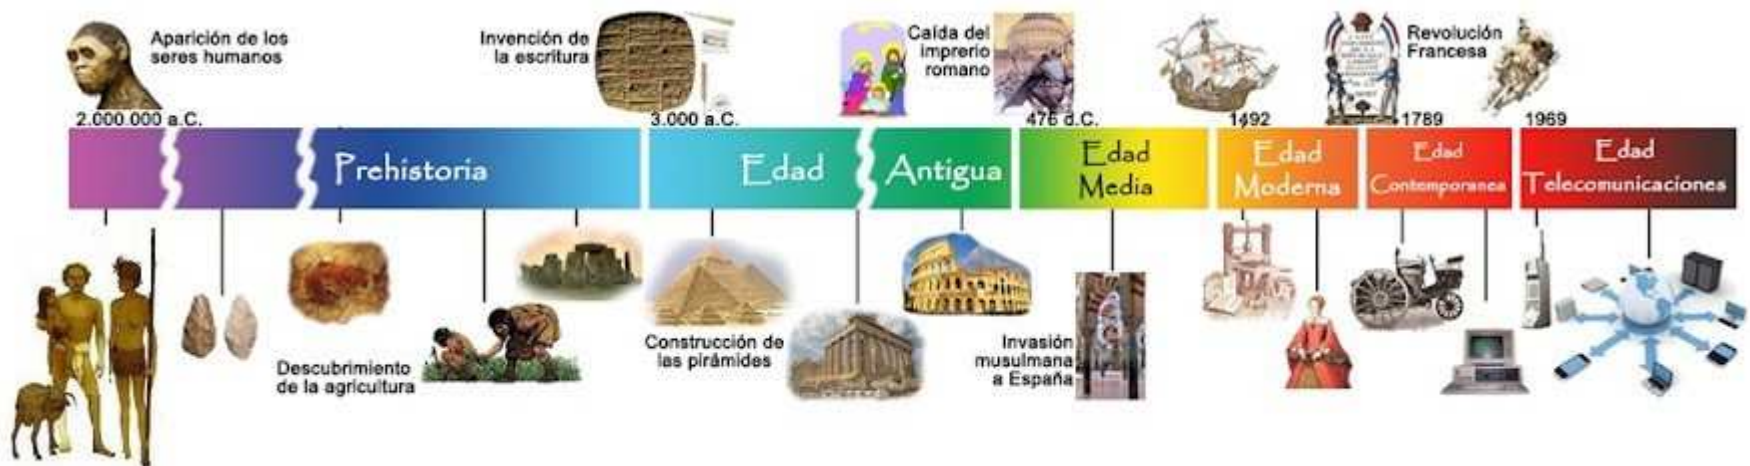 Aparición de los
seres humanos
Invención de
la escritura
Caída del
imprerio
romano
Revolución
Francesa
2.000.000 a.C.
3.000 a.C.
476 d.C.
1492
1789
1969
Prehistoria
Edad Antigua
Edad
Media
Edad
Moderna
Edad
Contemporanea
Edad
Telecomunicaciones
Descubrimiento
de la agricultura
Construcción de
las pirámides
Invasión
musulmana
a España